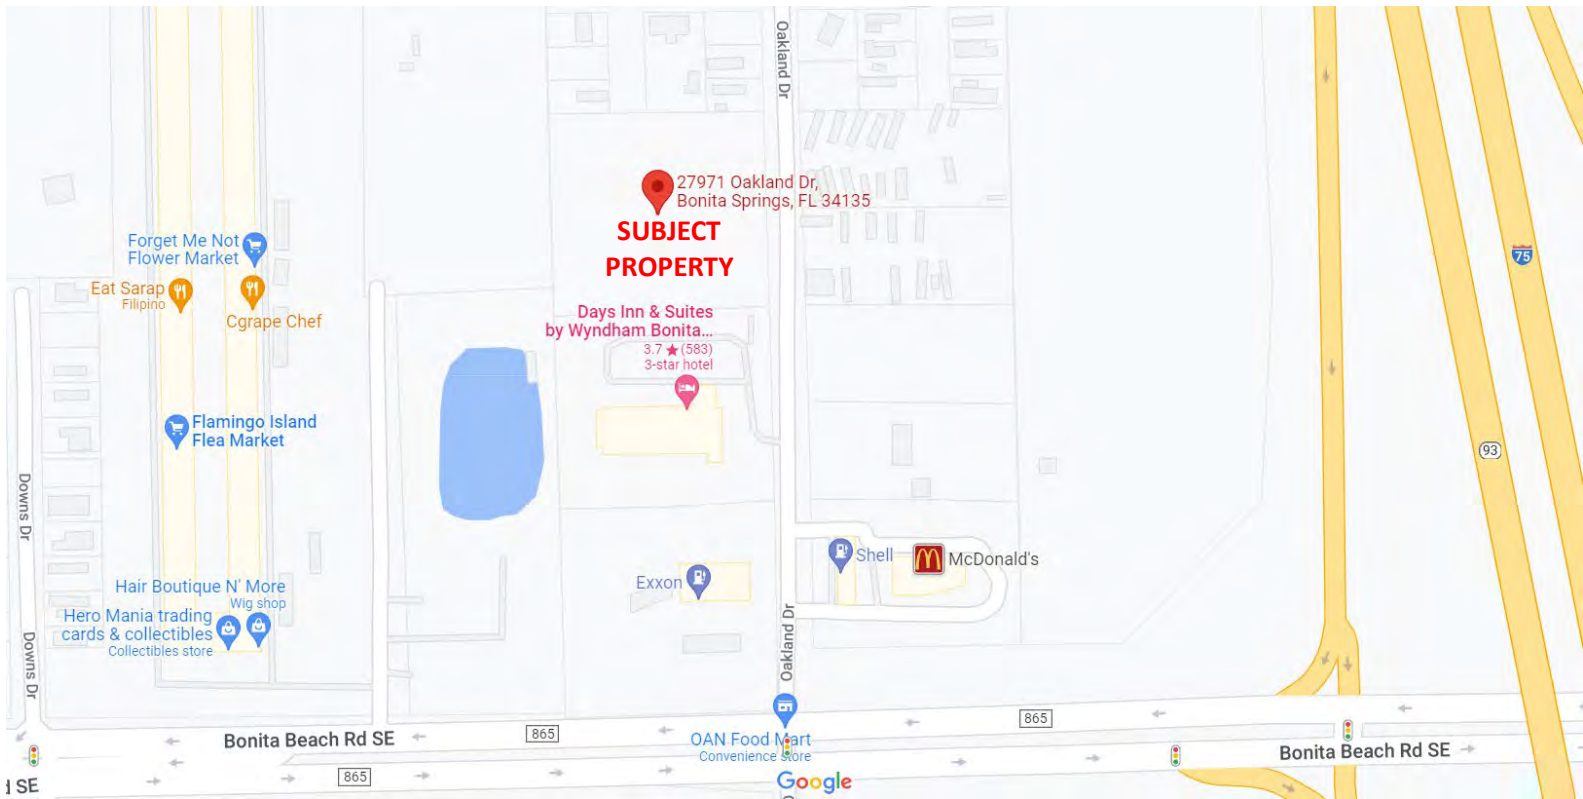 Oakland Dr
27971 Oakland Dr,
Bonita Springs, FL 34135
SUBJECT
PROPERTY
Forget Me Not
Flower Market
Eat Sarap
Filipino
Cgrape Chef
75
Days Inn & Suites
by Wyndham Bonita...
3.7 ★ (583)
3-star hotel
Flamingo Island
Flea Market
93
Downs Dr
Shell
McDonald's
Exxon
Hair Boutique N' More
Wig shop
Hero Mania trading
cards & collectibles
Collectibles store
Oakland Dr
Downs Dr
865
865
Bonita Beach Rd SE
OAN Food Mart
Convenience store
Bonita Beach Rd SE
865
d SE
Google